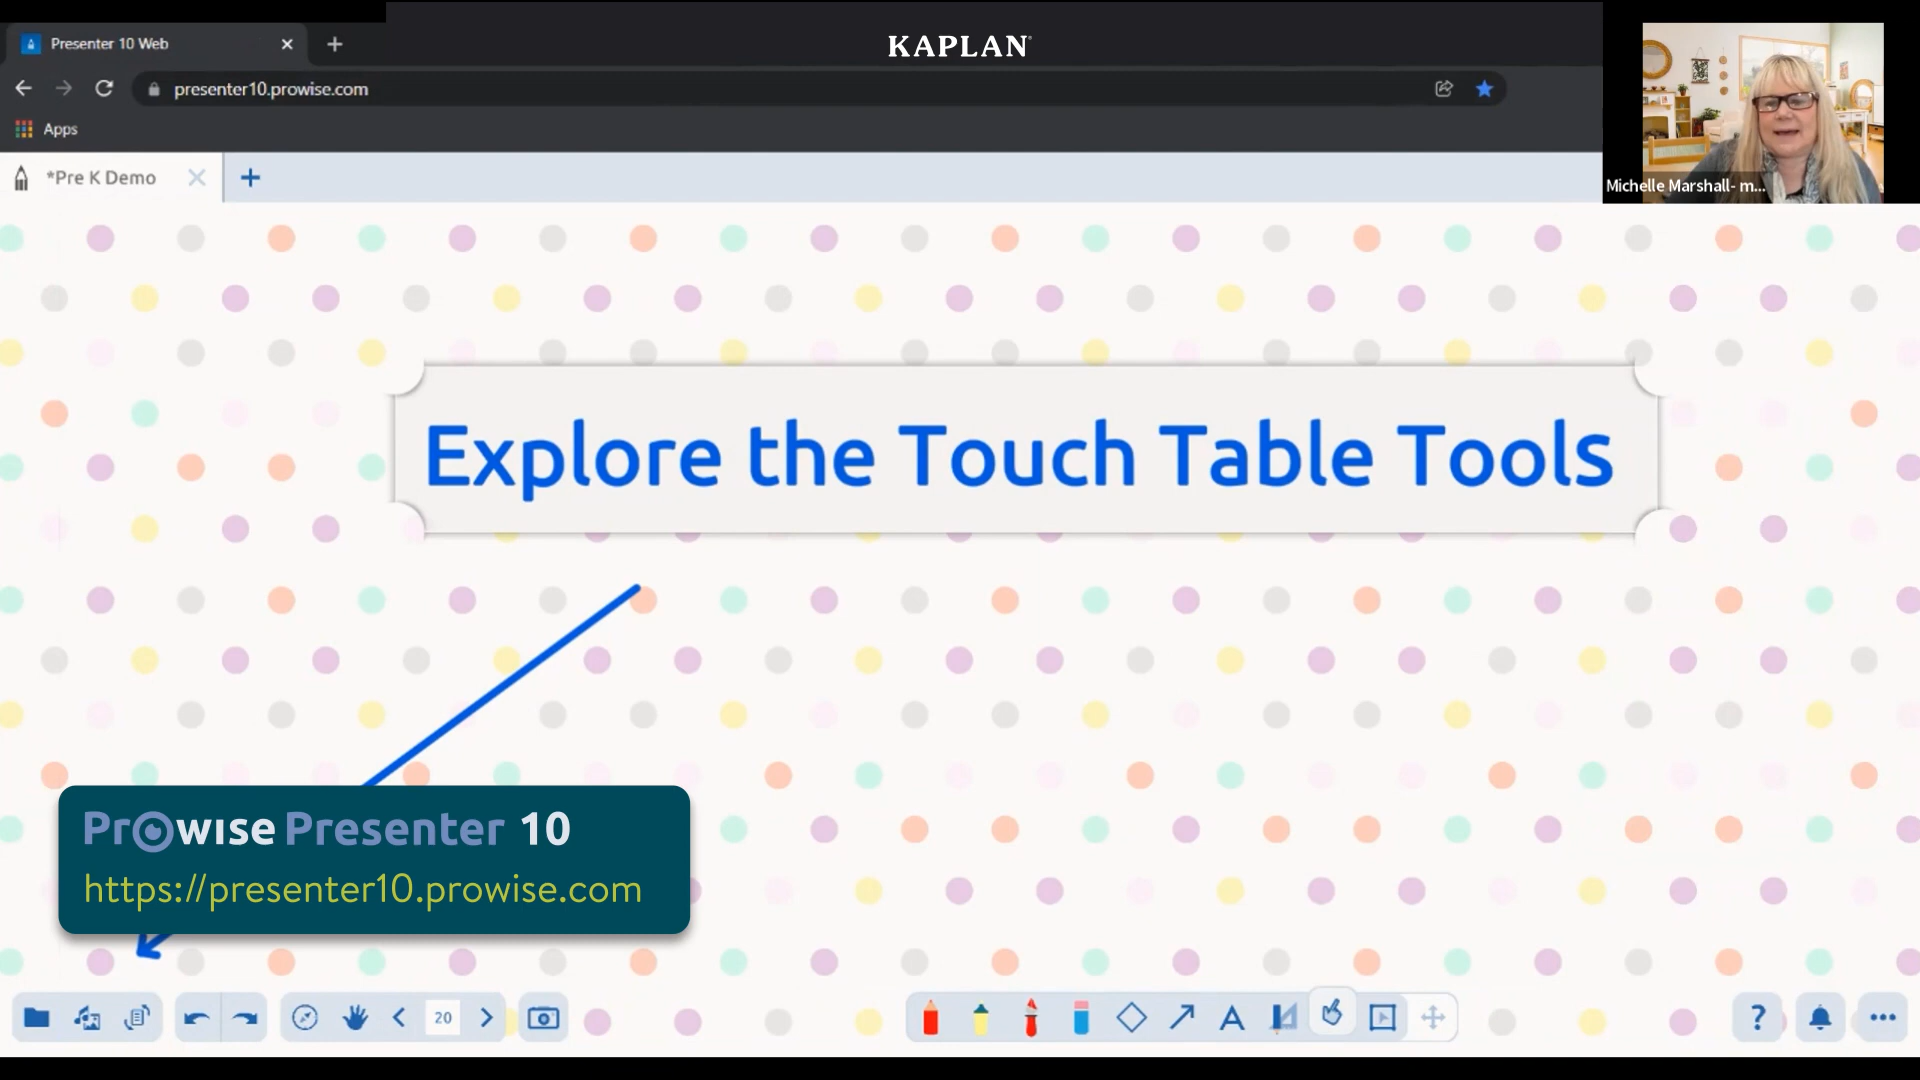 Presenter 10 Web
KAPLAN
presenter10.prowise.com
Apps
*Pre K Demo
Michelle Marshall- m...
Explore the Touch Table Tools
Prowise Presenter 10
https://presenter10.prowise.com
20
A
?